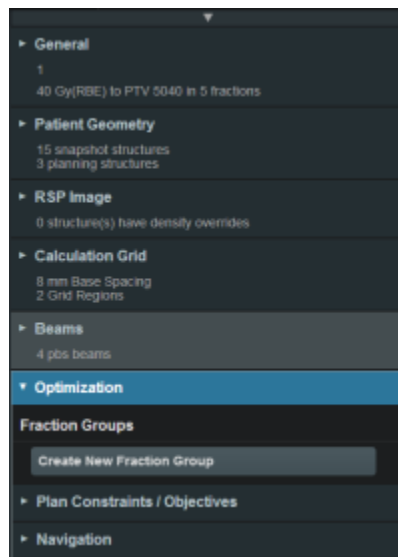 General
1
40 Gy(RBE) to PTV 5040 in 5 fractions
Patient Geometry
15 snapshot structures
3 planning structures
RSP Image
0 structure(s) have density overrides
Calculation Grid
8 mm Base Spacing
2 Grid Regions
Beams
4 pbs beams
Optimization
Fraction Groups
Create New Fraction Group
Plan Constraints / Objectives
Navigation